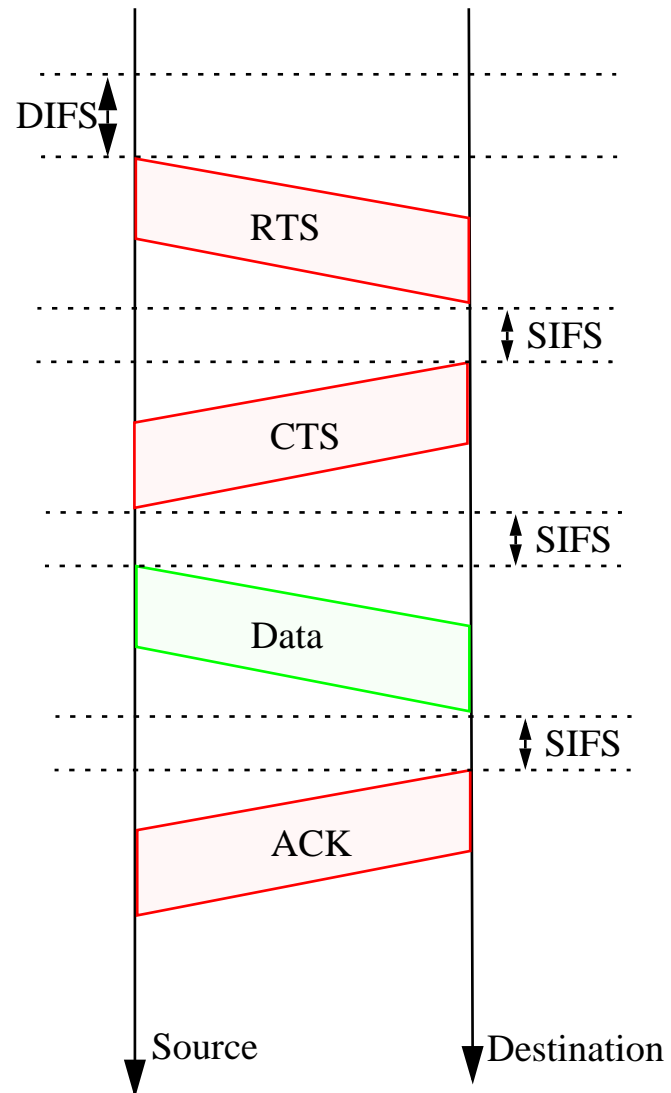 DIFS
RTS
SIFS
CTS
SIFS
Data
SIFS
ACK
Source
Destination